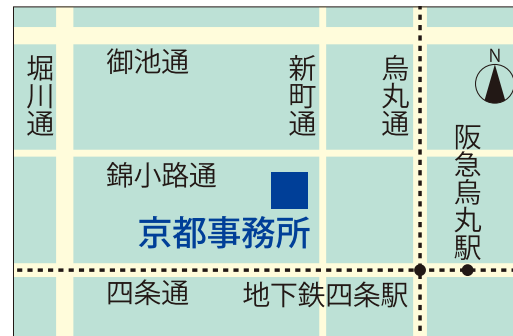 御池通
堀川通
新町通
烏丸通
N
阪急烏丸駅
錦小路通
京都事務所
四条通
地下鉄四条駅